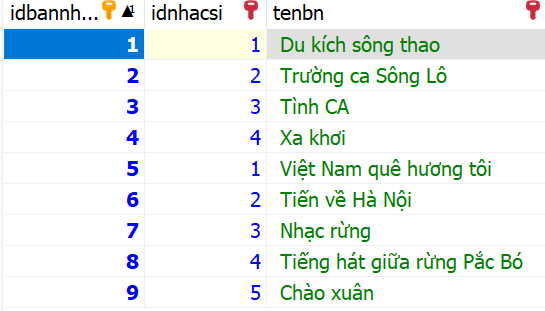 idbannh... 1 idnhacsi tenbn
1 1 Du kích sông thao
2 2 Trường ca Sông Lô
3 3 Tình CA
4 4 Xa khơi
5 1 Việt Nam quê hương tôi
6 2 Tiến về Hà Nội
7 3 Nhạc rừng
8 4 Tiếng hát giữa rừng Pắc Bó
9 5 Chào xuân